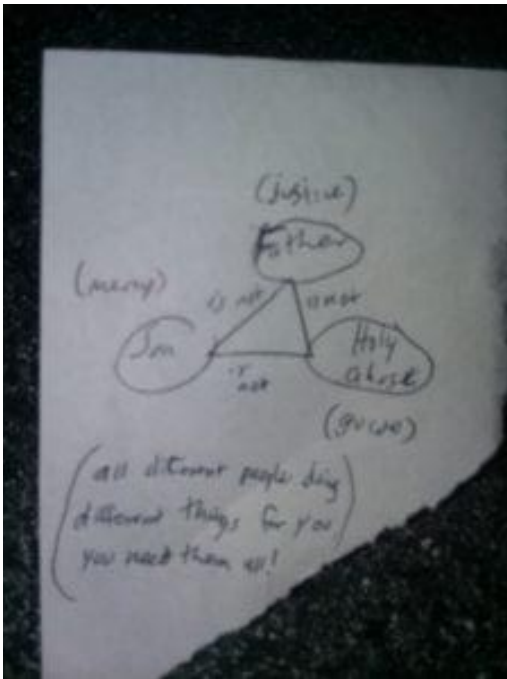 (justice)
Father
(mercy)
is not
is not
Son
Holy
Ghost
is
not
(guide)
(all different people doing
different things for you
you need them all!)